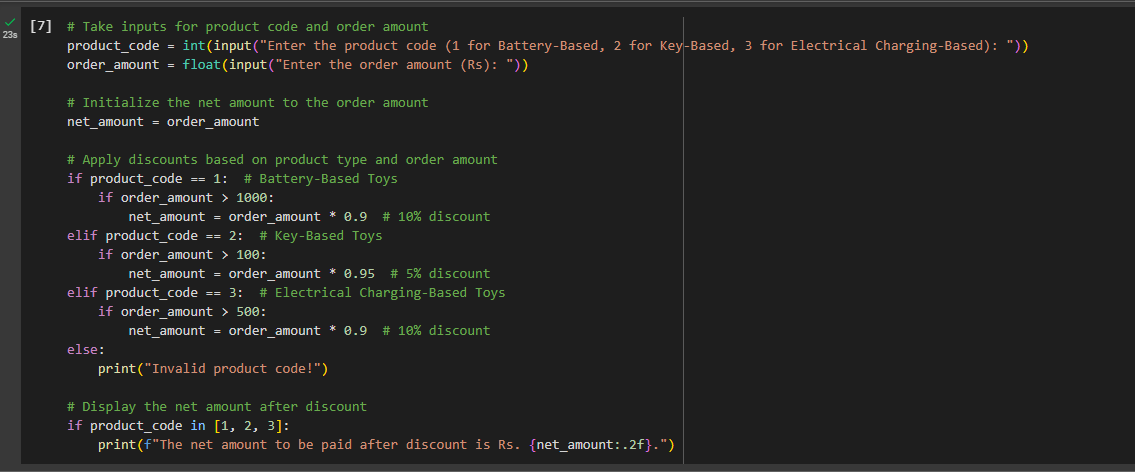 [7] # Take inputs for product code and order amount
23s product_code = int(input("Enter the product code (1 for Battery-Based, 2 for Key-Based, 3 for Electrical Charging-Based): "))
order_amount = float(input("Enter the order amount (Rs): "))

# Initialize the net amount to the order amount
net_amount = order_amount

# Apply discounts based on product type and order amount
if product_code == 1:  # Battery-Based Toys
    if order_amount > 1000:
        net_amount = order_amount * 0.9  # 10% discount
elif product_code == 2:  # Key-Based Toys
    if order_amount > 100:
        net_amount = order_amount * 0.95  # 5% discount
elif product_code == 3:  # Electrical Charging-Based Toys
    if order_amount > 500:
        net_amount = order_amount * 0.9  # 10% discount
else:
    print("Invalid product code!")

# Display the net amount after discount
if product_code in [1, 2, 3]:
    print(f"The net amount to be paid after discount is Rs. {net_amount:.2f}.")